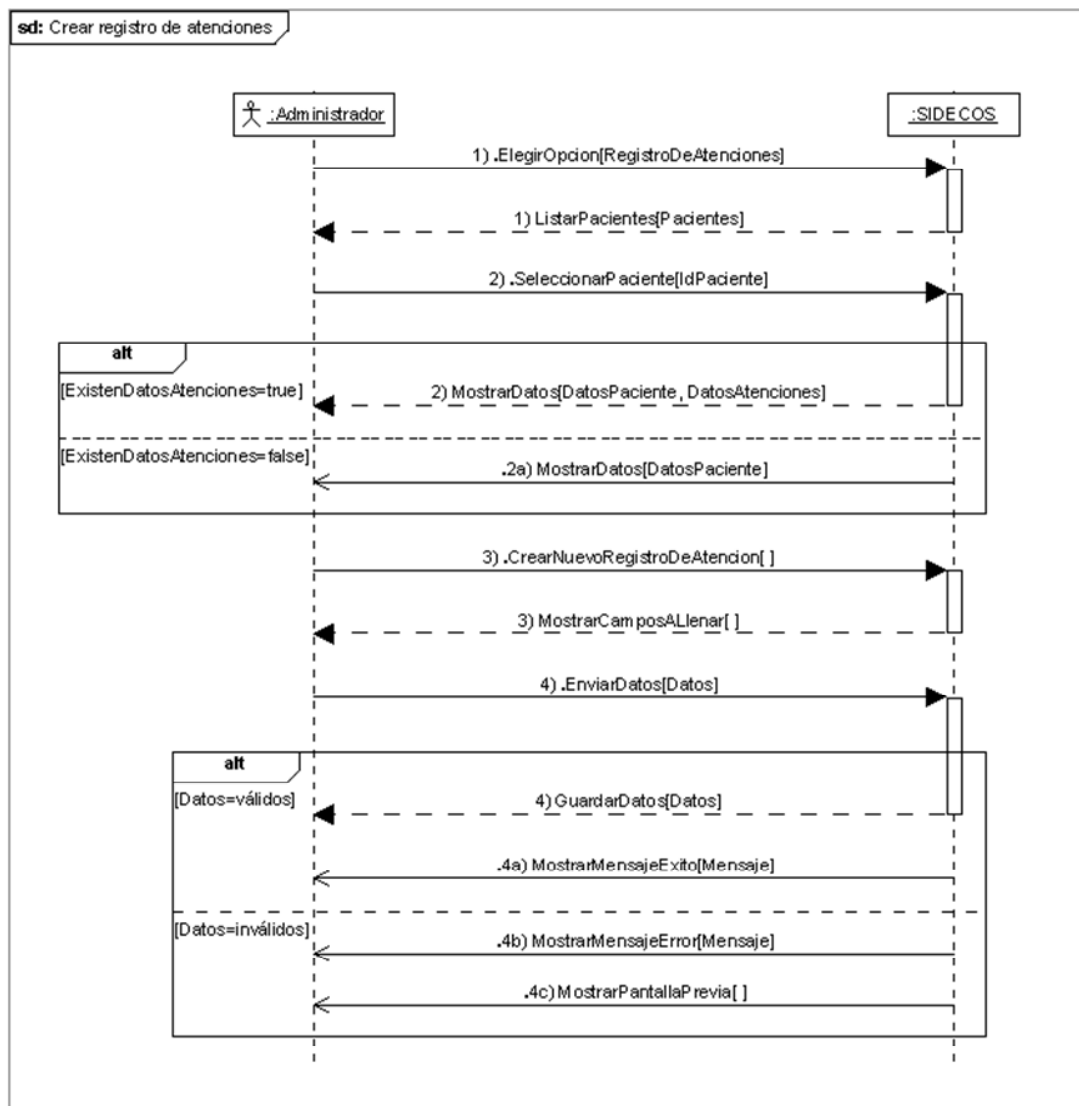 sd: Crear registro de atenciones
:Administrador
:SIDECOS
1) .ElegirOpcion[RegistroDeAtenciones]
1) ListarPacientes[Pacientes]
2) .SeleccionarPaciente[IdPaciente]
alt
[ExistenDatosAtenciones=true]
2) MostrarDatos[DatosPaciente, DatosAtenciones]
[ExistenDatosAtenciones=false]
.2a) MostrarDatos[DatosPaciente]
3) .CrearNuevoRegistroDeAtencion[ ]
3) MostrarCamposALlenar[ ]
4) .EnviarDatos[Datos]
alt
[Datos=válidos]
4) GuardarDatos[Datos]
.4a) MostrarMensajeExito[Mensaje]
[Datos=inválidos]
.4b) MostrarMensajeError[Mensaje]
.4c) MostrarPantallaPrevia[ ]